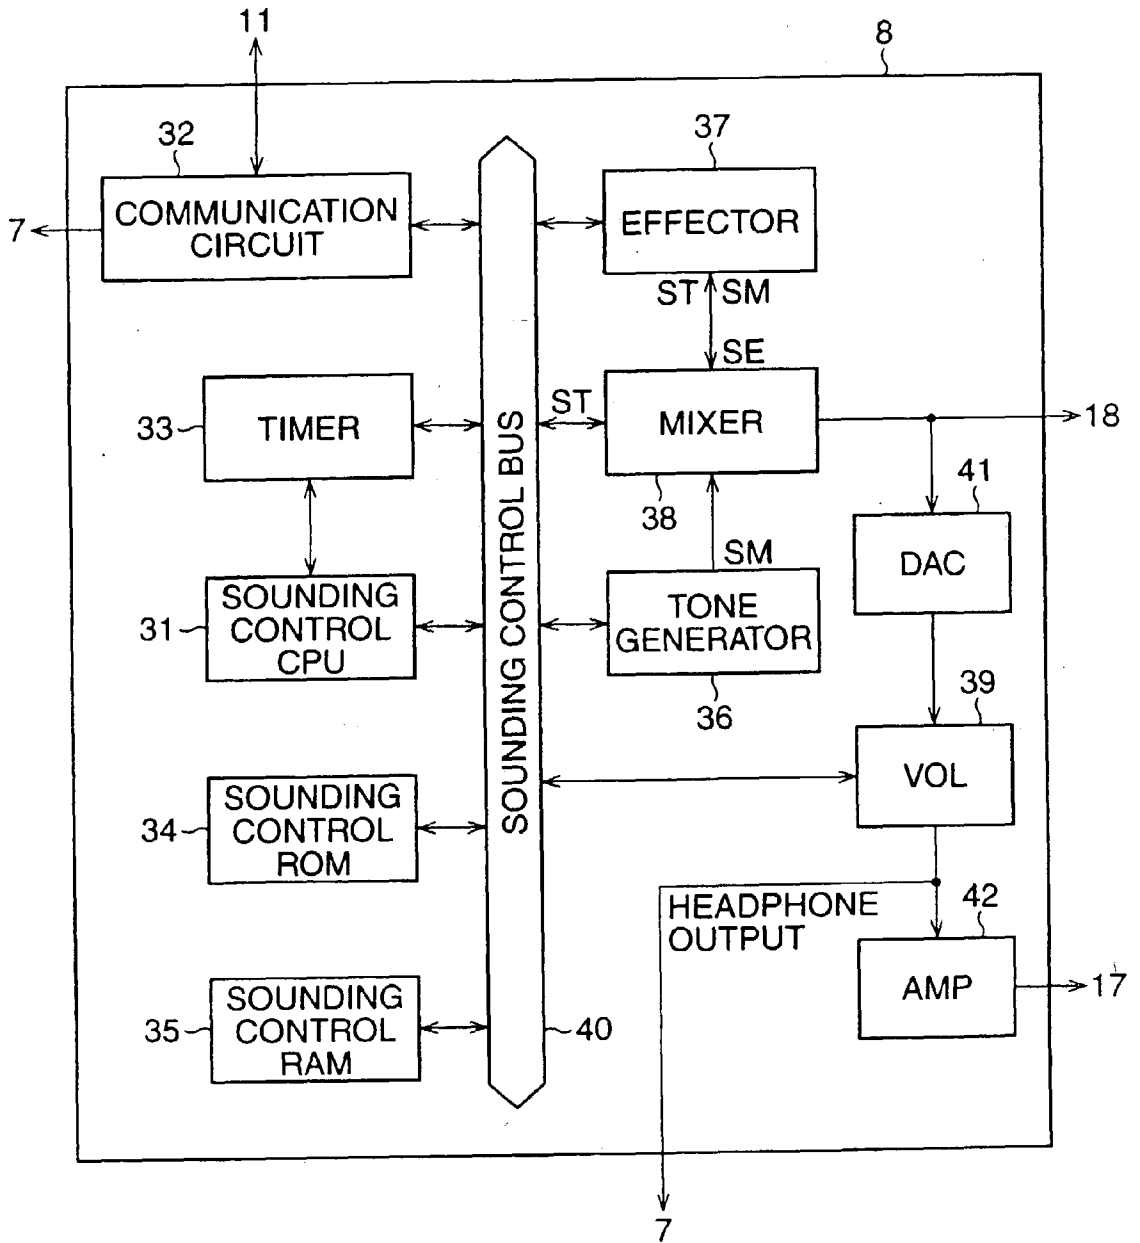 11
8
32
37
COMMUNICATION
CIRCUIT
7
EFFECTOR
ST SM
SE
33
TIMER
ST
MIXER
18
38
41
DAC
SM
31
SOUNDING
CONTROL
CPU
TONE
GENERATOR
36
SOUNDING CONTROL BUS
39
VOL
34
SOUNDING
CONTROL
ROM
HEADPHONE
OUTPUT
42
AMP
17
35
SOUNDING
CONTROL
RAM
40
7